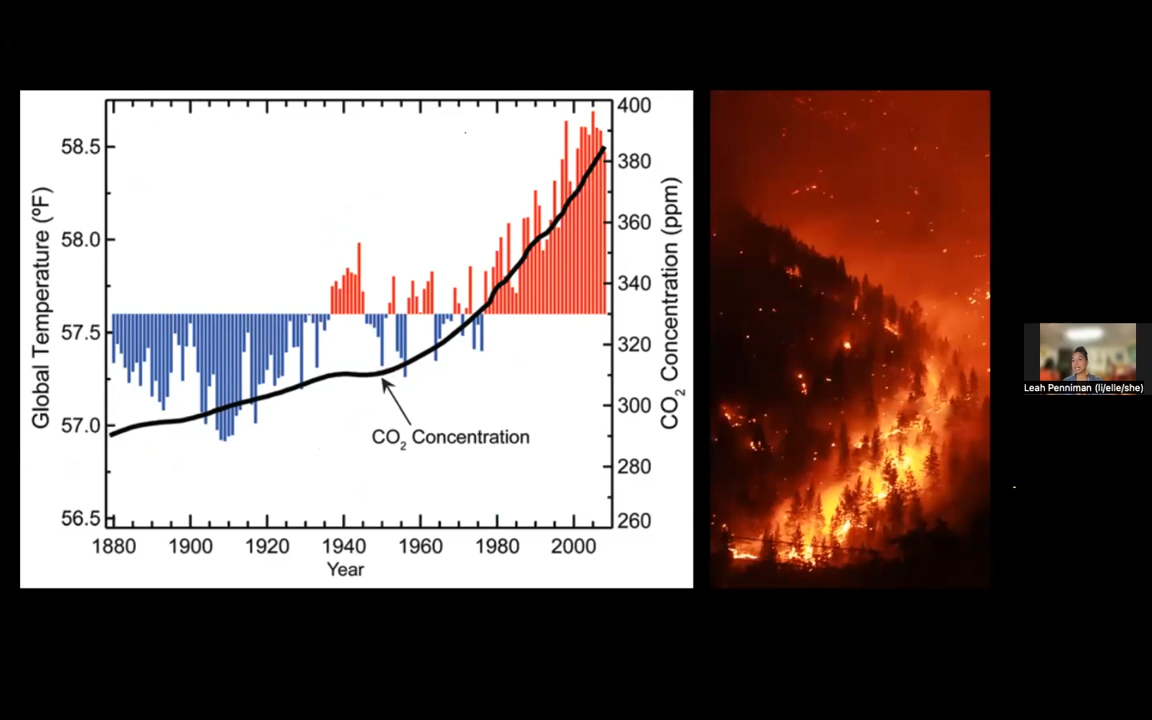 58.5
58.0
57.5
57.0
56.5
Global Temperature (ºF)
400
380
360
340
320
300
280
260
CO2 Concentration (ppm)
CO2 Concentration
1880 1900 1920 1940 1960 1980 2000
Year
Leah Penniman (li/elle/she)